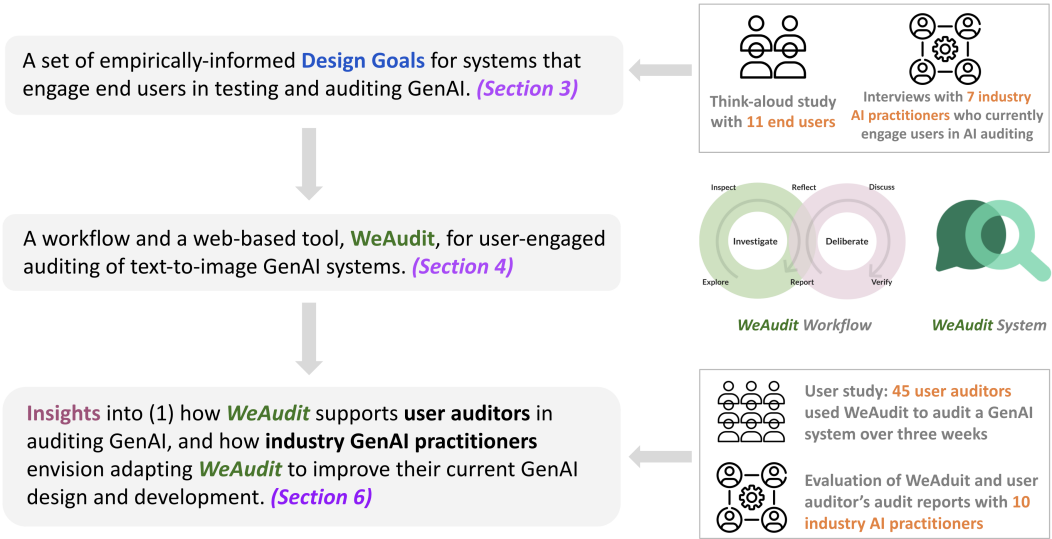 A set of empirically-informed Design Goals for systems that
engage end users in testing and auditing GenAI. (Section 3)
Think-aloud study
with 11 end users
Interviews with 7 industry
AI practitioners who currently
engage users in AI auditing
A workflow and a web-based tool, WeAudit, for user-engaged
auditing of text-to-image GenAI systems. (Section 4)
Inspect
Reflect
Discuss
Investigate
Deliberate
Explore
Report
Verify
WeAudit Workflow
WeAudit System
Insights into (1) how WeAudit supports user auditors in
auditing GenAI, and how industry GenAI practitioners
envision adapting WeAudit to improve their current GenAI
design and development. (Section 6)
User study: 45 user auditors
used WeAudit to audit a GenAI
system over three weeks
Evaluation of WeAduit and user
auditor's audit reports with 10
industry AI practitioners